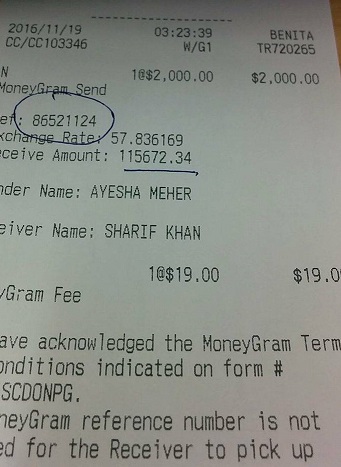 2016/11/19 03:23:39 BENITA
CC/CC103346 W/G1 TR720265
N 1@$2,000.00 $2,000.00
MoneyGram Send
ef: 86521124
xchange Rate: 57.836169
ceive Amount: 115672.34
nder Name: AYESHA MEHER
eiver Name: SHARIF KHAN
1@$19.00 $19.0
yGram Fee
ave acknowledged the MoneyGram Term
onditions indicated on form #
SCDONPG.
neyGram reference number is not
ed for the Receiver to pick up